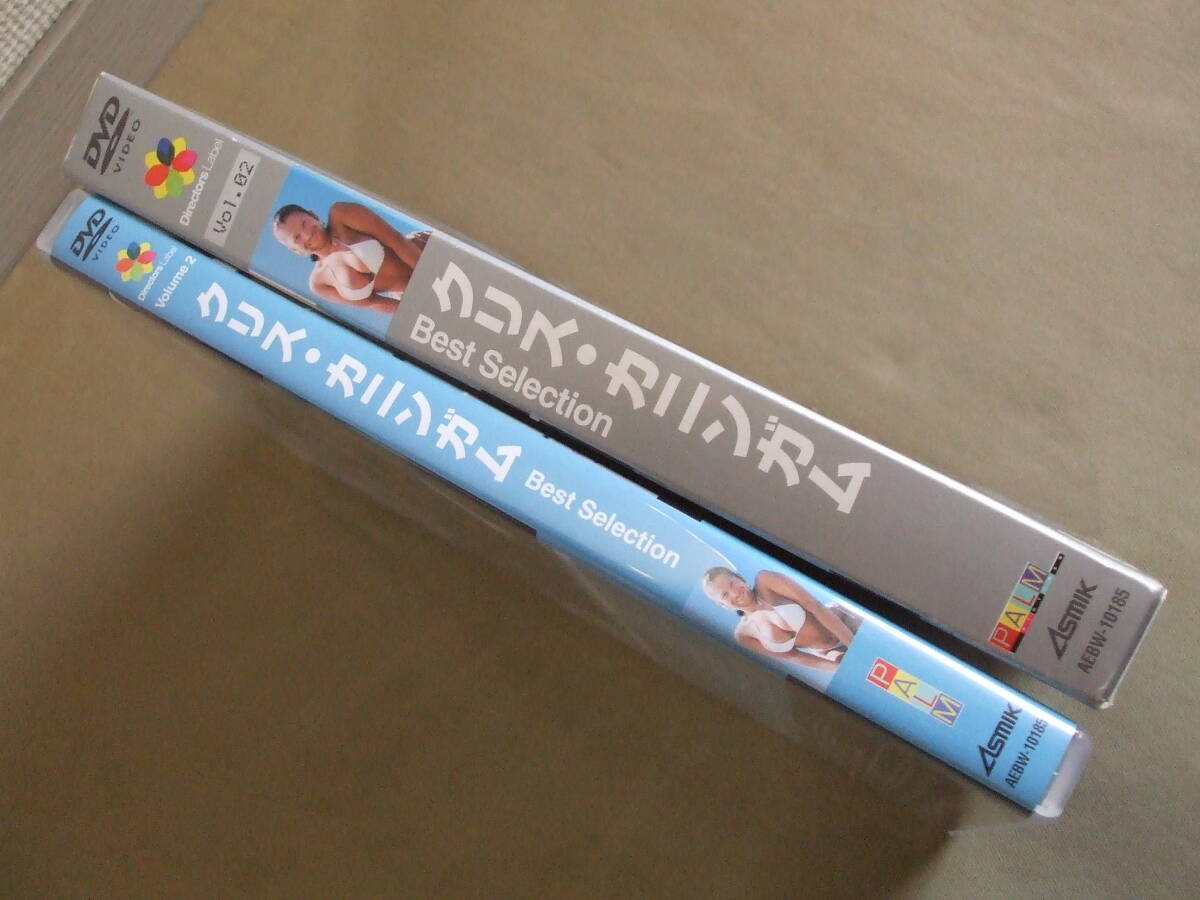 DVD
VIDEO
Directors Label
Vol.02
クリス・カニンガム
Best Selection
PALM
Asmik
AEBW-10185
DVD
VIDEO
Directors Label
Volume 2
クリス・カニンガム
Best Selection
PALM
Asmik
AEBW-10185